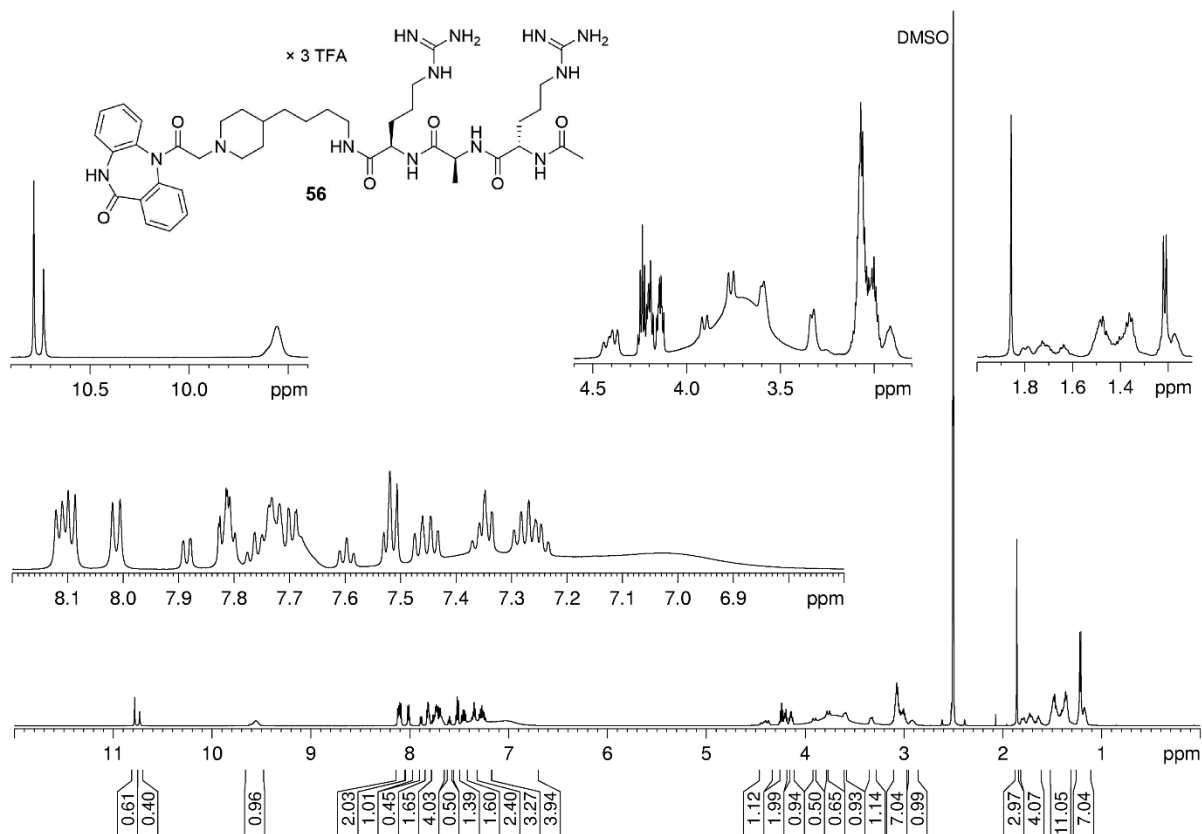 HN NH₂ HN NH₂
DMSO
× 3 TFA
NH NH
O O H O H O
N N N N N N
H O H O H
HN
O
56
10.5 10.0 ppm
4.5 4.0 3.5 ppm
1.8 1.6 1.4 ppm
8.1 8.0 7.9 7.8 7.7 7.6 7.5 7.4 7.3 7.2 7.1 7.0 6.9 ppm
11 10 9 8 7 6 5 4 3 2 1 ppm
0.61 0.40 0.96 2.03 1.01 0.45 1.65 4.03 0.50 1.39 1.60 2.40 3.27 3.94 1.12 1.99 0.94 0.50 0.65 0.93 1.14 7.04 0.99 2.97 4.07 11.05 7.04